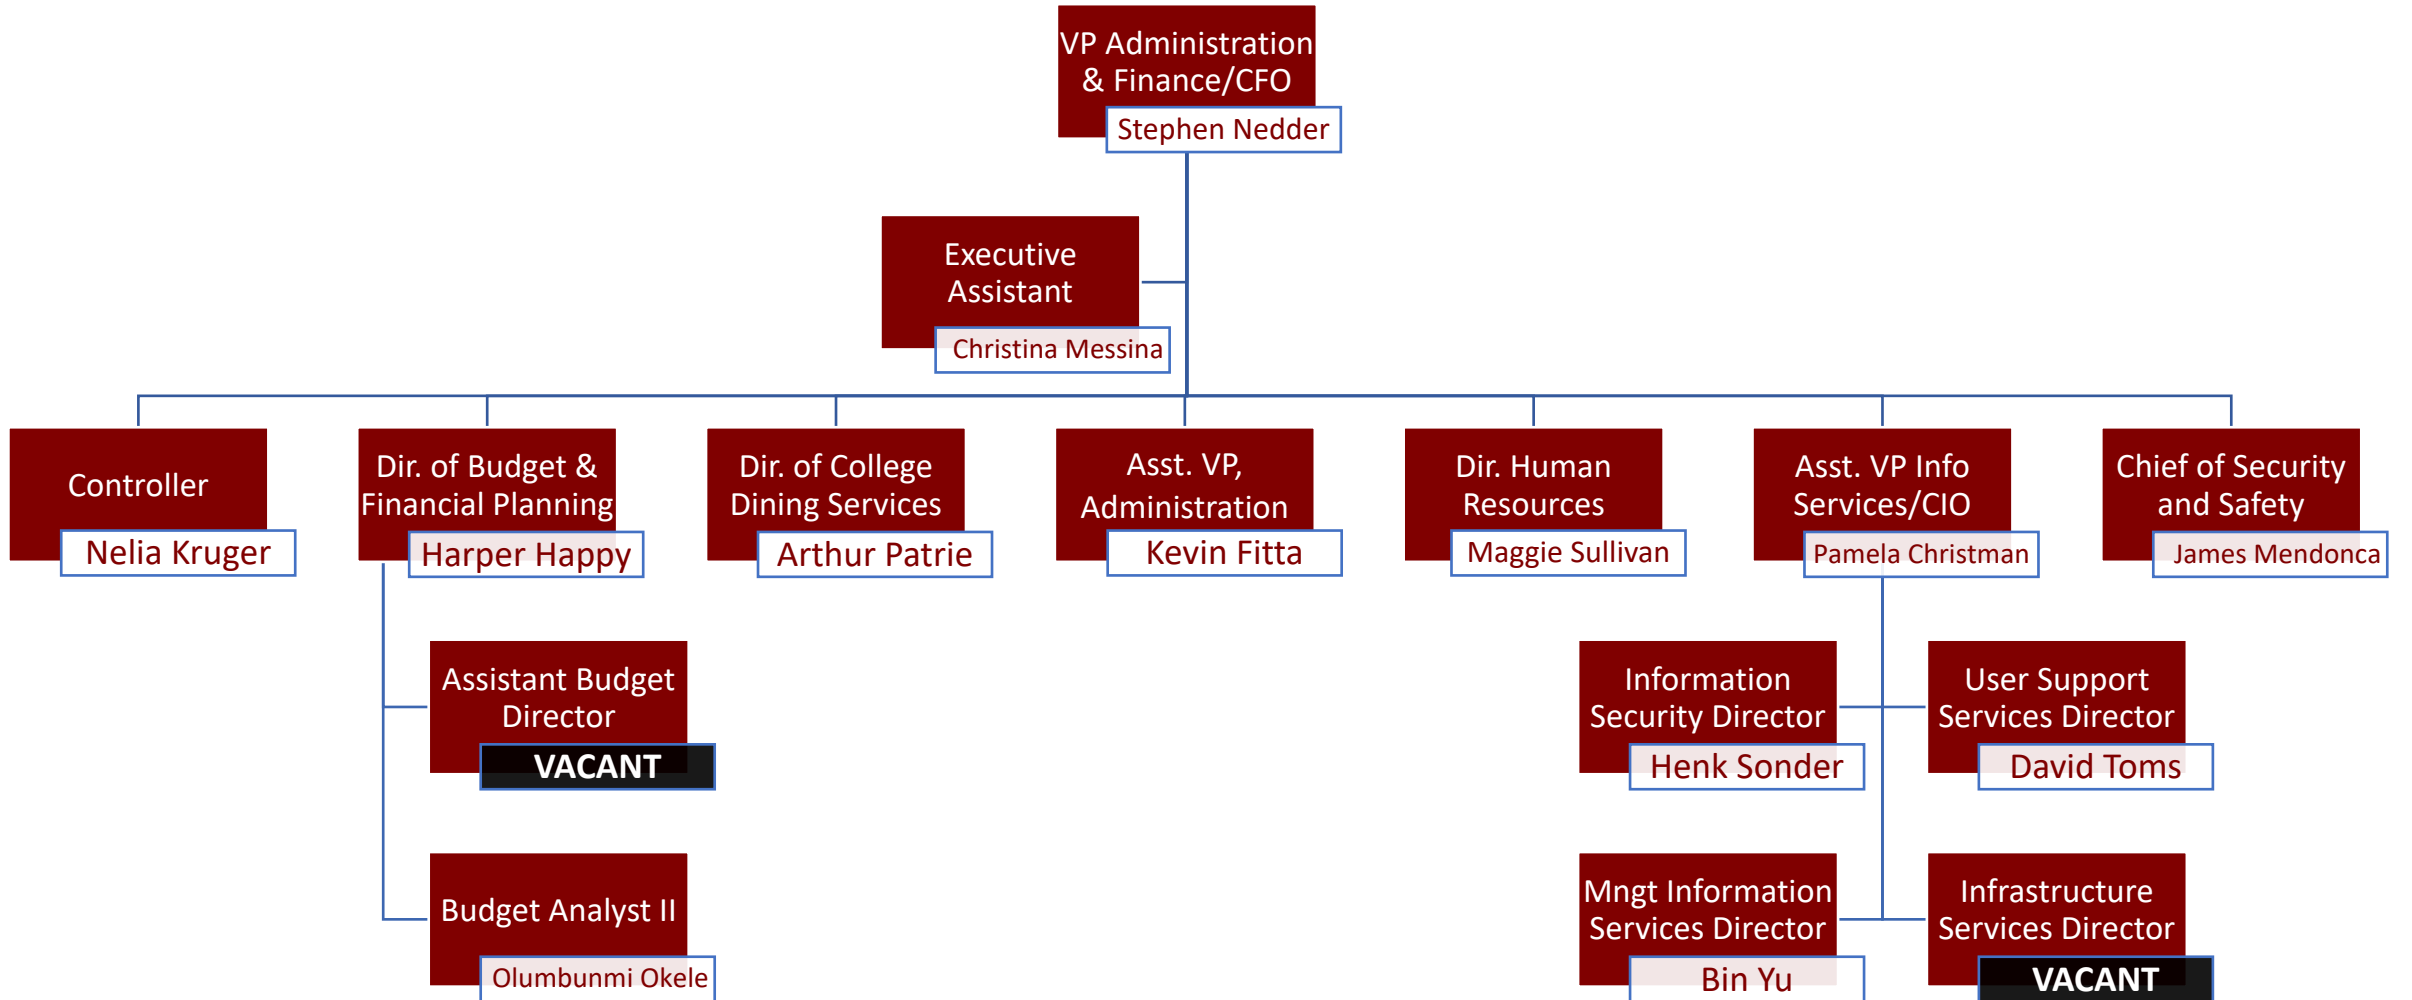 VP Administration
& Finance/CFO
Stephen Nedder
Executive
Assistant
Christina Messina
Controller
Nelia Kruger
Dir. of Budget &
Financial Planning
Harper Happy
Dir. of College
Dining Services
Arthur Patrie
Asst. VP,
Administration
Kevin Fitta
Dir. Human
Resources
Maggie Sullivan
Asst. VP Info
Services/CIO
Pamela Christman
Chief of Security
and Safety
James Mendonca
Assistant Budget
Director
VACANT
Information
Security Director
Henk Sonder
User Support
Services Director
David Toms
Budget Analyst II
Olumbunmi Okele
Mngt Information
Services Director
Bin Yu
Infrastructure
Services Director
VACANT